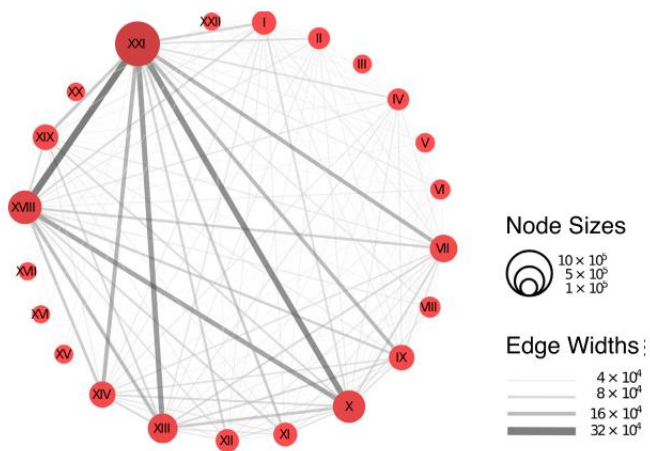 XXII
I
II
III
IV
V
VI
VII
VIII
IX
X
XI
XII
XIII
XIV
XV
XVI
XVII
XVIII
XIX
XX
XXI
Node Sizes
10 × 10⁵
5 × 10⁵
1 × 10⁵
Edge Widths :
4 × 10⁴
8 × 10⁴
16 × 10⁴
32 × 10⁴